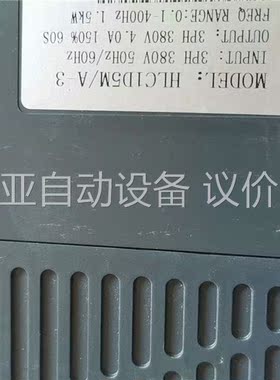 MODEL: HLC1D5M/A-3
INPUT: 3PH 380V 50Hz/60Hz
OUTPUT: 3PH 380V 4.0A 150% 60S
FREQ RANGE:0.1-400Hz 1.5kW
亚自动设备 议价